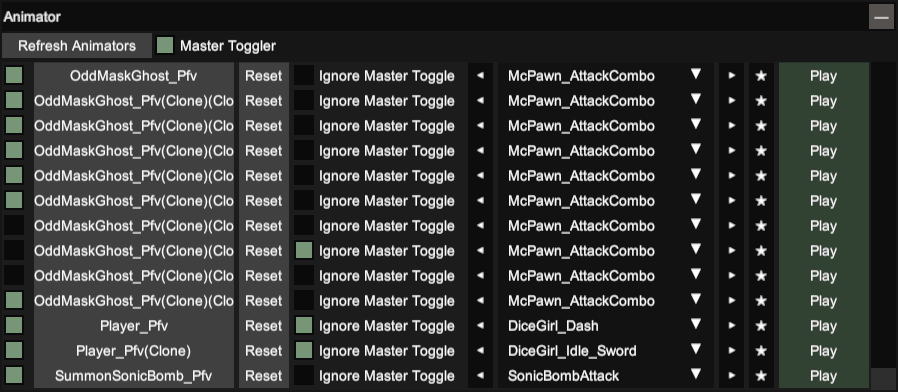 Animator
Refresh Animators Master Toggler
OddMaskGhost_Pfv Reset Ignore Master Toggle McPawn_AttackCombo Play
OddMaskGhost_Pfv(Clone)(Clo Reset Ignore Master Toggle McPawn_AttackCombo Play
OddMaskGhost_Pfv(Clone)(Clo Reset Ignore Master Toggle McPawn_AttackCombo Play
OddMaskGhost_Pfv(Clone)(Clo Reset Ignore Master Toggle McPawn_AttackCombo Play
OddMaskGhost_Pfv(Clone)(Clo Reset Ignore Master Toggle McPawn_AttackCombo Play
OddMaskGhost_Pfv(Clone)(Clo Reset Ignore Master Toggle McPawn_AttackCombo Play
OddMaskGhost_Pfv(Clone)(Clo Reset Ignore Master Toggle McPawn_AttackCombo Play
OddMaskGhost_Pfv(Clone)(Clo Reset Ignore Master Toggle McPawn_AttackCombo Play
OddMaskGhost_Pfv(Clone)(Clo Reset Ignore Master Toggle McPawn_AttackCombo Play
OddMaskGhost_Pfv(Clone)(Clo Reset Ignore Master Toggle McPawn_AttackCombo Play
Player_Pfv Reset Ignore Master Toggle DiceGirl_Dash Play
Player_Pfv(Clone) Reset Ignore Master Toggle DiceGirl_Idle_Sword Play
SummonSonicBomb_Pfv Reset Ignore Master Toggle SonicBombAttack Play